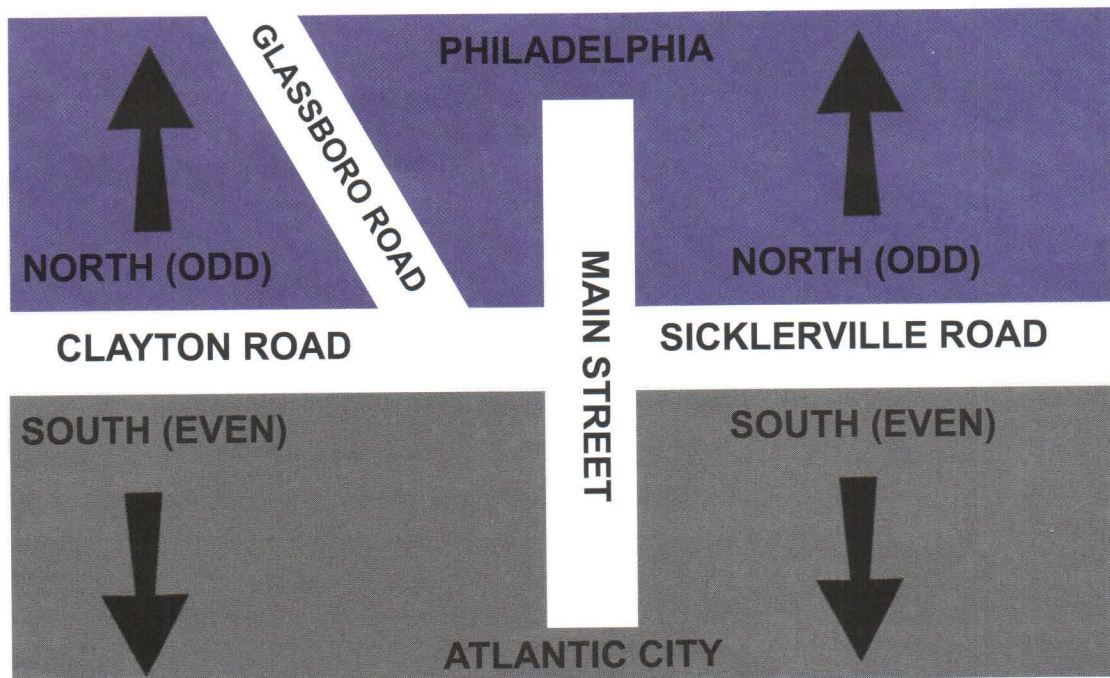 GLASSBORO ROAD
PHILADELPHIA
NORTH (ODD)
NORTH (ODD)
MAIN STREET
CLAYTON ROAD
SICKLERVILLE ROAD
SOUTH (EVEN)
SOUTH (EVEN)
ATLANTIC CITY